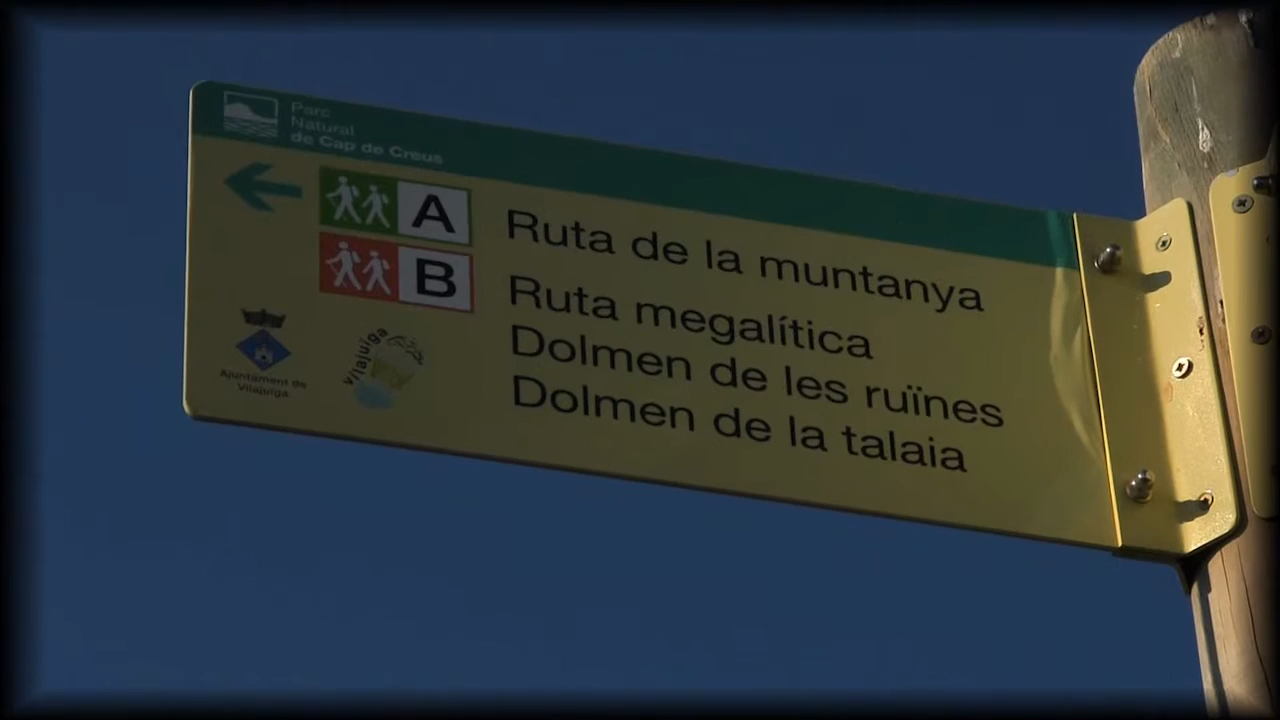 Parc
Natural
de Cap de Creus
A
Ruta de la muntanya
B
Ruta megalítica
Dolmen de les ruïnes
Dolmen de la talaia
Ajuntament de
Vilajuïga
Vilajuïga